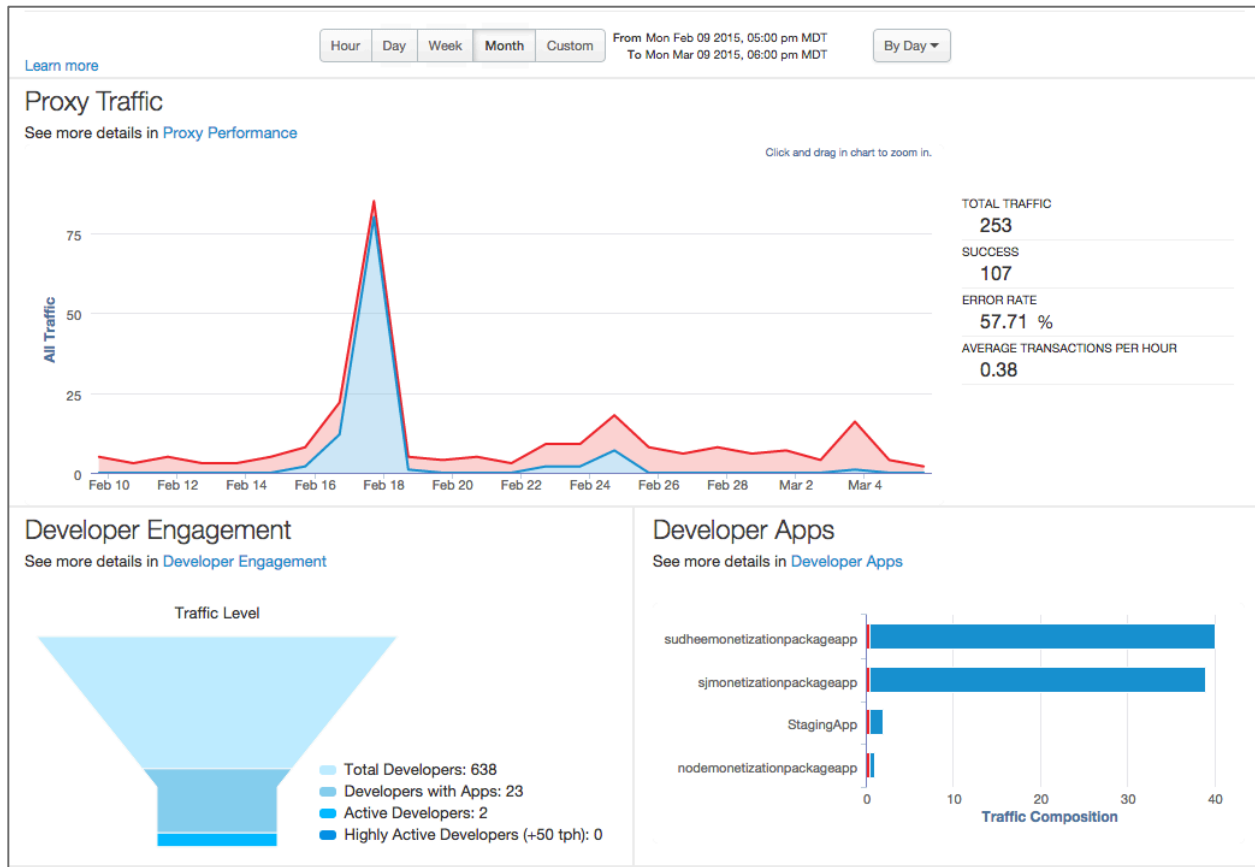 Hour Day Week Month Custom
From Mon Feb 09 2015, 05:00 pm MDT
To Mon Mar 09 2015, 06:00 pm MDT
By Day
Learn more
Proxy Traffic
See more details in Proxy Performance
Click and drag in chart to zoom in.
All Traffic
75
50
25
0
Feb 10 Feb 12 Feb 14 Feb 16 Feb 18 Feb 20 Feb 22 Feb 24 Feb 26 Feb 28 Mar 2 Mar 4
TOTAL TRAFFIC
253
SUCCESS
107
ERROR RATE
57.71 %
AVERAGE TRANSACTIONS PER HOUR
0.38
Developer Engagement
See more details in Developer Engagement
Traffic Level
Total Developers: 638
Developers with Apps: 23
Active Developers: 2
Highly Active Developers (+50 tph): 0
Developer Apps
See more details in Developer Apps
sudheemonetizationpackageapp
sjmonetizationpackageapp
StagingApp
nodemonetizationpackageapp
0 10 20 30 40
Traffic Composition